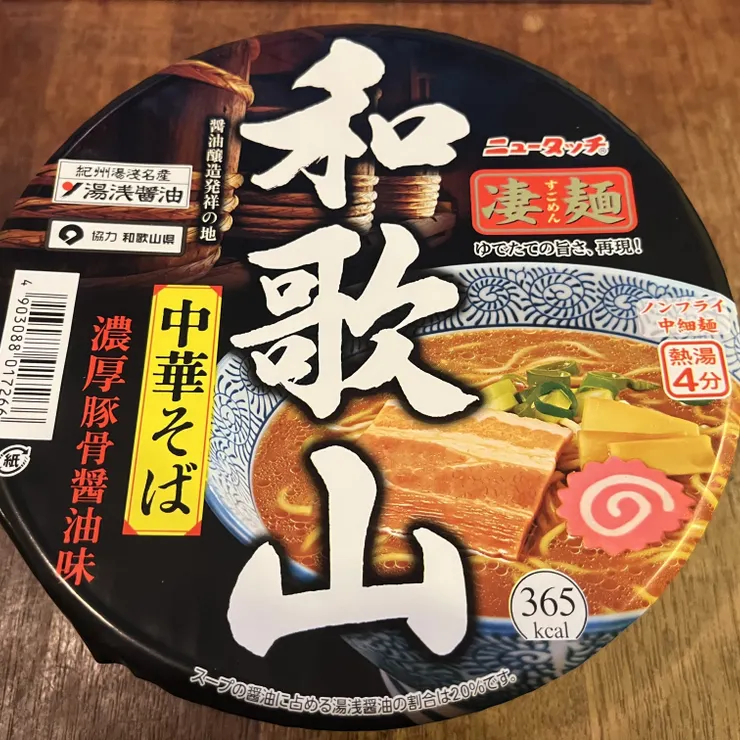 和歌山
醤油醸造発祥の地
紀州湯浅名産
湯浅醤油
協力 和歌山県
中華そば
濃厚豚骨醤油味
ニュータッチ®
凄麺
すごめん
ゆでたての旨さ、再現!
ノンフライ
中細麺
熱湯
4分
365
kcal
4 903088 017266
紙
スープの醤油に占める湯浅醤油の割合は20%です。